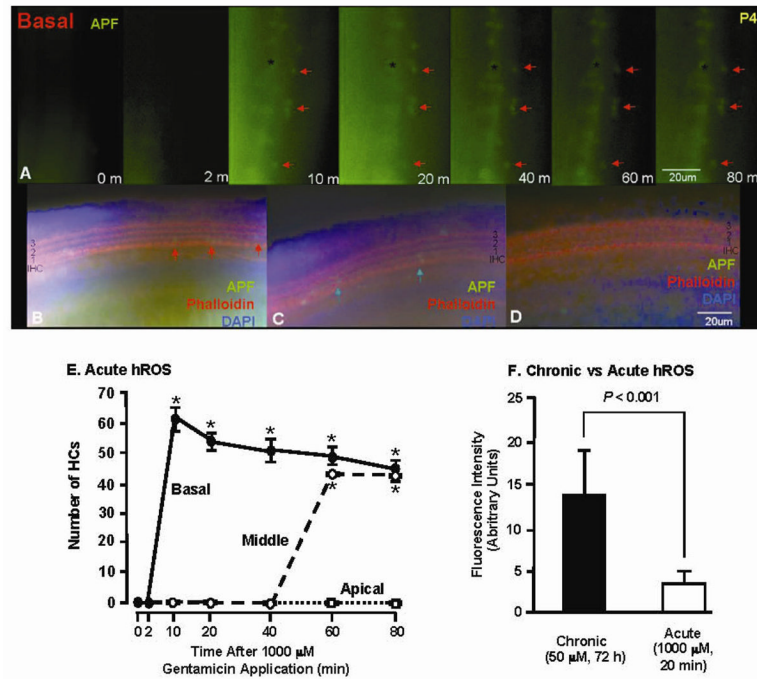 Basal
APF
P4
A
0 m
2 m
10 m
20 m
40 m
60 m
20um
80 m
3
2
1
IHC
APF
Phalloidin
DAPI
B
IHC
APF
Phalloidin
DAPI
C
3
2
1
IHC
APF
Phalloidin
DAPI
20um
D
E. Acute hROS
Number of HCs
70
60
50
40
30
20
10
0
* * * * * * *
Basal
Middle
Apical
0 2 10 20 40 60 80
Time After 1000 µM
Gentamicin Application (min)
F. Chronic vs Acute hROS
P < 0.001
Fluorescence Intensity
(Abritrary Units)
25
20
15
10
5
0
Chronic
(50 µM, 72 h)
Acute
(1000 µM,
20 min)